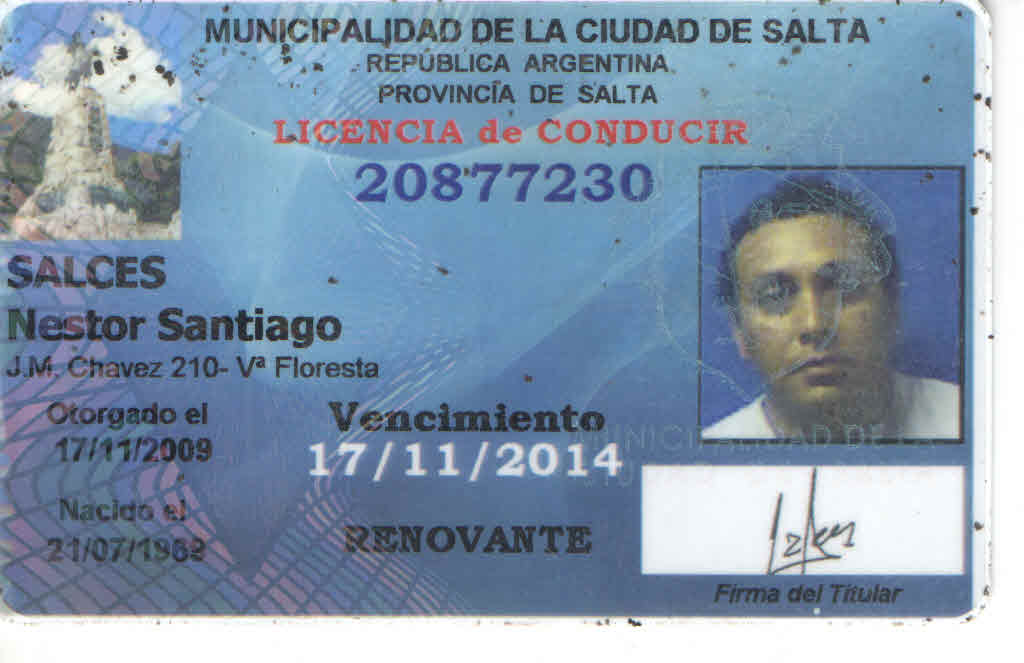 MUNICIPALIDAD DE LA CIUDAD DE SALTA
REPÚBLICA ARGENTINA
PROVINCÍA DE SALTA
LICENCIA de CONDUCIR
20877230
SALCES
Nestor Santiago
J.M. Chavez 210- Vª Floresta
Otorgado el
17/11/2009
Vencimiento
17/11/2014
MUNICIPALIDAD DE LA
Nacido el
21/07/1969
RENOVANTE
Firma del Titular